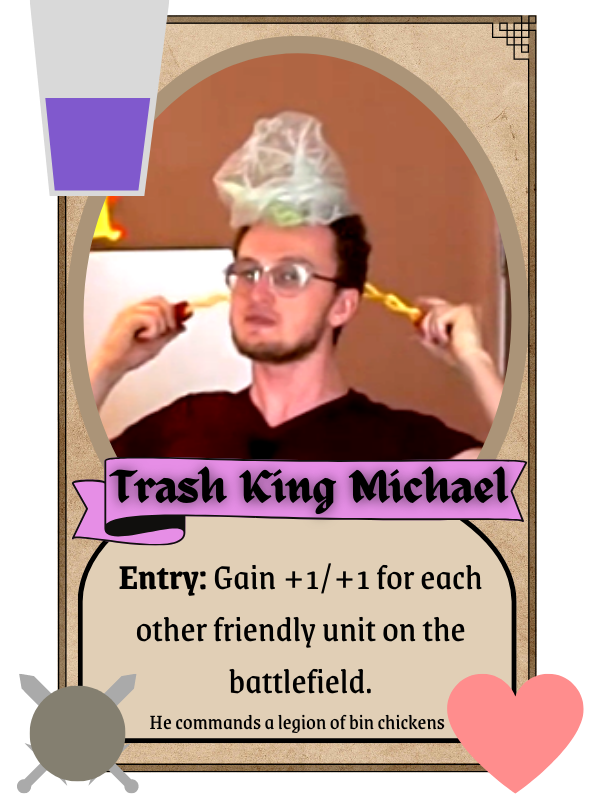 Trash King Michael
Entry: Gain +1/+1 for each
other friendly unit on the
battlefield.
He commands a legion of bin chickens